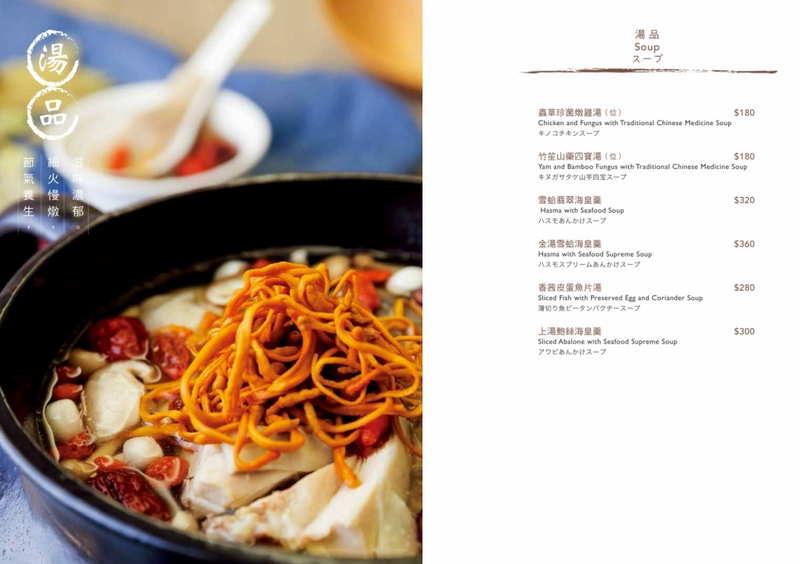 湯品
節氣養生，
細火慢燉，
滋味濃郁。
湯品
Soup
スープ
蟲草珍菌燉雞湯（位） $180
Chicken and Fungus with Traditional Chinese Medicine Soup
キノコチキンスープ
竹笙山藥四寶湯（位） $180
Yam and Bamboo Fungus with Traditional Chinese Medicine Soup
キヌガサタケ山芋四宝スープ
雪蛤翡翠海皇羹 $320
Hasma with Seafood Soup
ハスモあんかけスープ
金湯雪蛤海皇羹 $360
Hasma with Seafood Supreme Soup
ハスモスプリームあんかけスープ
香茜皮蛋魚片湯 $280
Sliced Fish with Preserved Egg and Coriander Soup
薄切り魚ピータンパクチースープ
上湯鮑絲海皇羹 $300
Sliced Abalone with Seafood Supreme Soup
アワビあんかけスープ